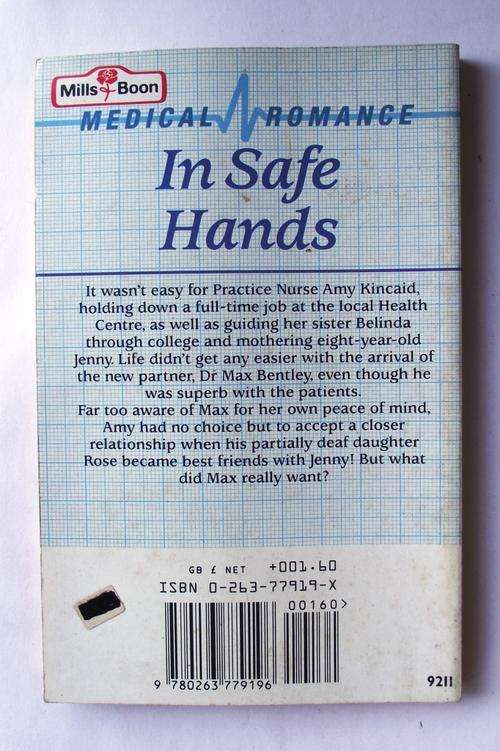 Mills Boon
MEDICAL ROMANCE
In Safe
Hands
It wasn't easy for Practice Nurse Amy Kincaid,
holding down a full-time job at the local Health
Centre, as well as guiding her sister Belinda
through college and mothering eight-year-old
Jenny. Life didn't get any easier with the arrival of
the new partner, Dr Max Bentley, even though he
was superb with the patients.
Far too aware of Max for her own peace of mind,
Amy had no choice but to accept a closer
relationship when his partially deaf daughter
Rose became best friends with Jenny! But what
did Max really want?
GB £ NET +001.60
ISBN 0-263-77919-X
00160>
9 780263 779196
9211